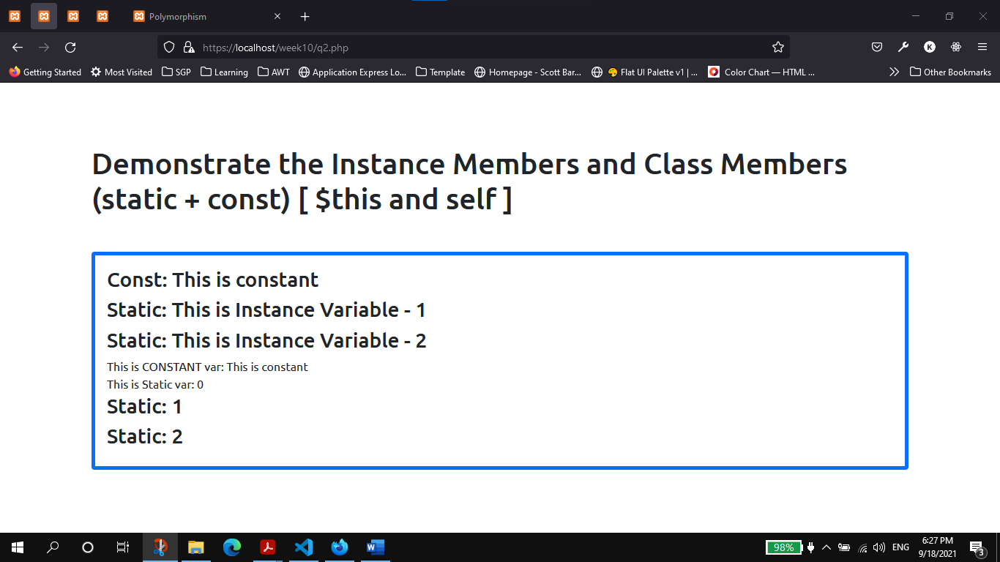 Polymorphism
https://localhost/week10/q2.php
K
Getting Started Most Visited SGP Learning AWT Application Express Lo... Template Homepage - Scott Bar... Flat UI Palette v1 | ... Color Chart — HTML ... Other Bookmarks
Demonstrate the Instance Members and Class Members
(static + const) [ $this and self ]
Const: This is constant
Static: This is Instance Variable - 1
Static: This is Instance Variable - 2
This is CONSTANT var: This is constant
This is Static var: 0
Static: 1
Static: 2
98% ENG 6:27 PM
9/18/2021
3